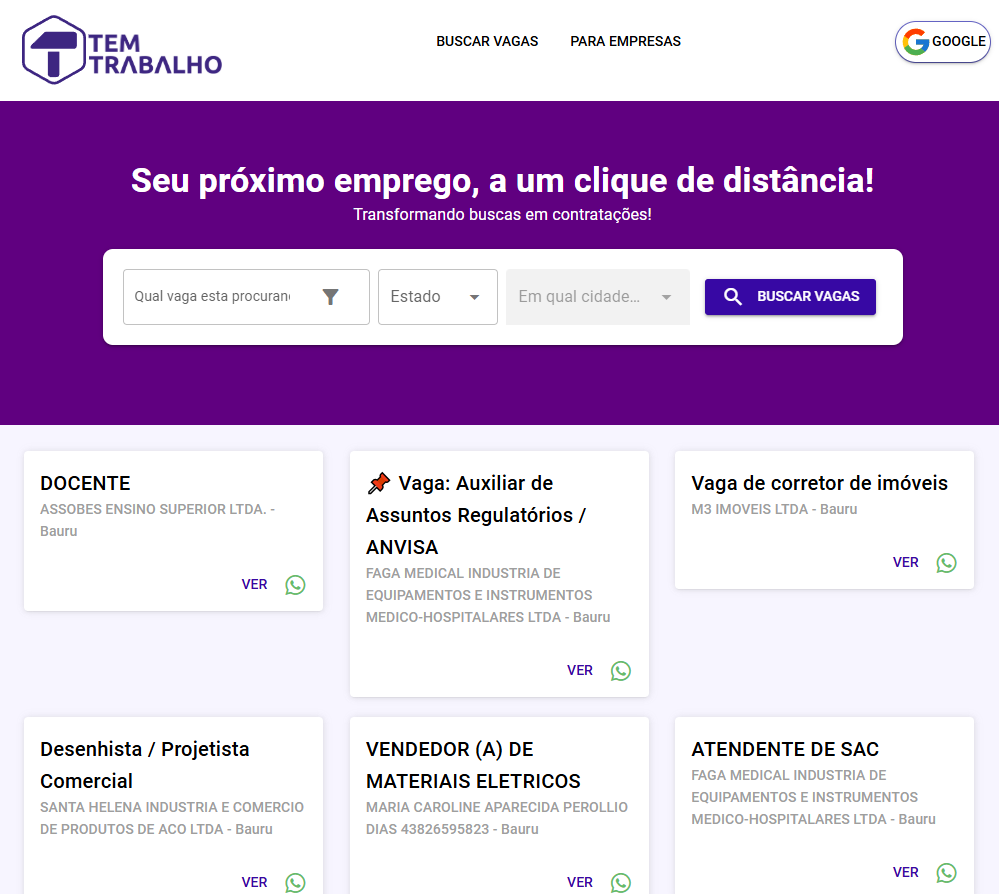 TEM
TRABALHO
BUSCAR VAGAS
PARA EMPRESAS
GOOGLE
Seu próximo emprego, a um clique de distância!
Transformando buscas em contratações!
Qual vaga esta procuran
Estado
Em qual cidade...
BUSCAR VAGAS
DOCENTE
ASSOBES ENSINO SUPERIOR LTDA. -
Bauru
VER
📌 Vaga: Auxiliar de
Assuntos Regulatórios /
ANVISA
FAGA MEDICAL INDUSTRIA DE
EQUIPAMENTOS E INSTRUMENTOS
MEDICO-HOSPITALARES LTDA - Bauru
VER
Vaga de corretor de imóveis
M3 IMOVEIS LTDA - Bauru
VER
Desenhista / Projetista
Comercial
SANTA HELENA INDUSTRIA E COMERCIO
DE PRODUTOS DE ACO LTDA - Bauru
VER
VENDEDOR (A) DE
MATERIAIS ELETRICOS
MARIA CAROLINE APARECIDA PEROLLIO
DIAS 43826595823 - Bauru
VER
ATENDENTE DE SAC
FAGA MEDICAL INDUSTRIA DE
EQUIPAMENTOS E INSTRUMENTOS
MEDICO-HOSPITALARES LTDA - Bauru
VER